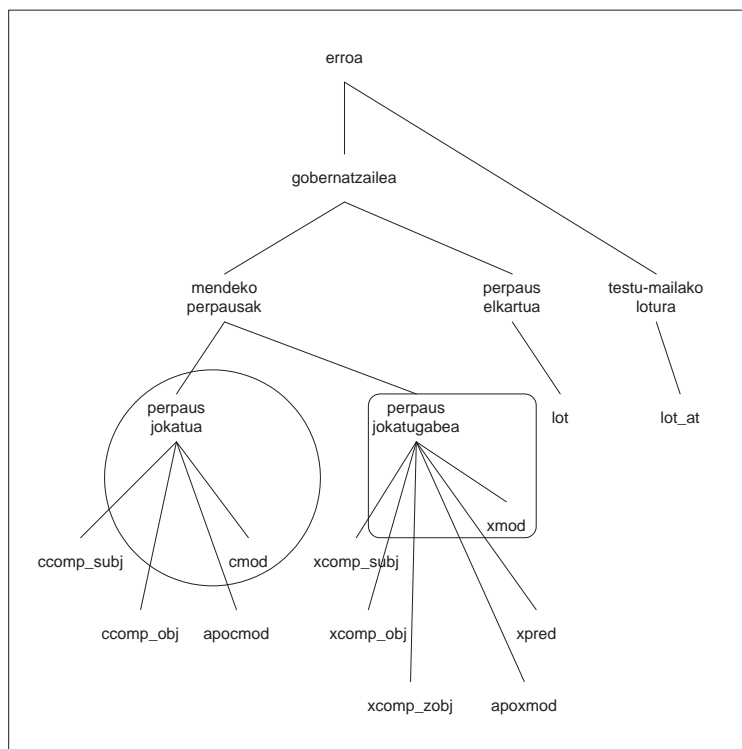 erroa
gobernatzailea
mendeko
perpausak
perpaus
elkartua
testu-mailako
lotura
perpaus
jokatua
perpaus
jokatugabea
lot
lot_at
xmod
ccomp_subj
cmod
xcomp_subj
ccomp_obj
apocmod
xcomp_obj
xpred
xcomp_zobj
apoxmod